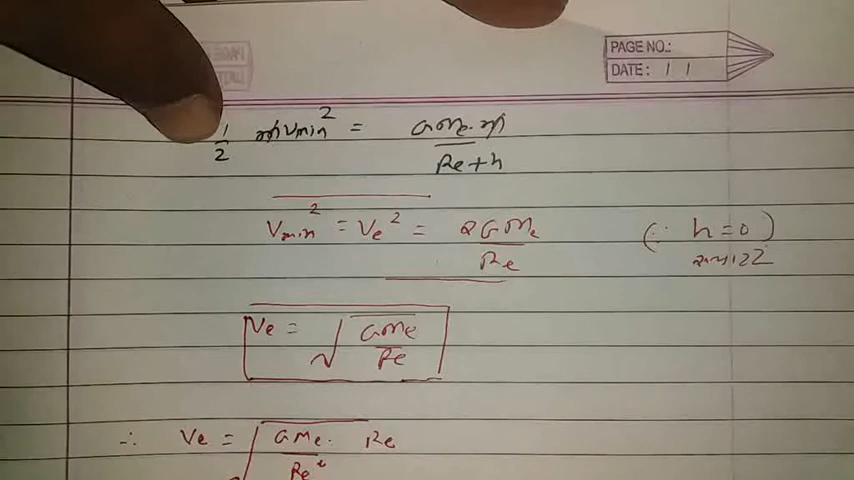 PAGE NO.:
DATE: / /
1/2 m Vmin² = GMe.m / Re+h
Vmin² = Ve² = 2GMe / Re (∵ h=0)
Ve = √(GMe / Re)
∴ Ve = √(GMe. Re / Re²)